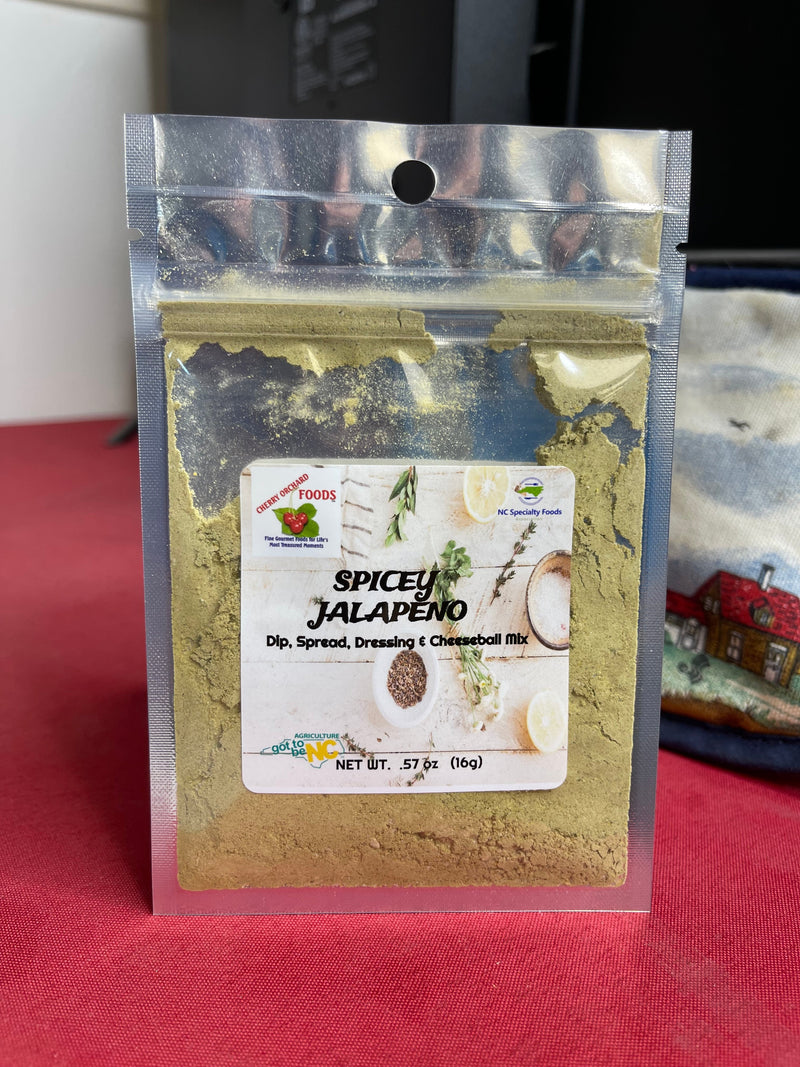 CHERRY ORCHARD
FOODS
Fine Gourmet Foods for Life's
Most Treasured Moments
NC Specialty Foods
SPICEY
JALAPENO
Dip, Spread, Dressing & Cheeseball Mix
AGRICULTURE
got to be NC
NET WT. .57 oz (16g)